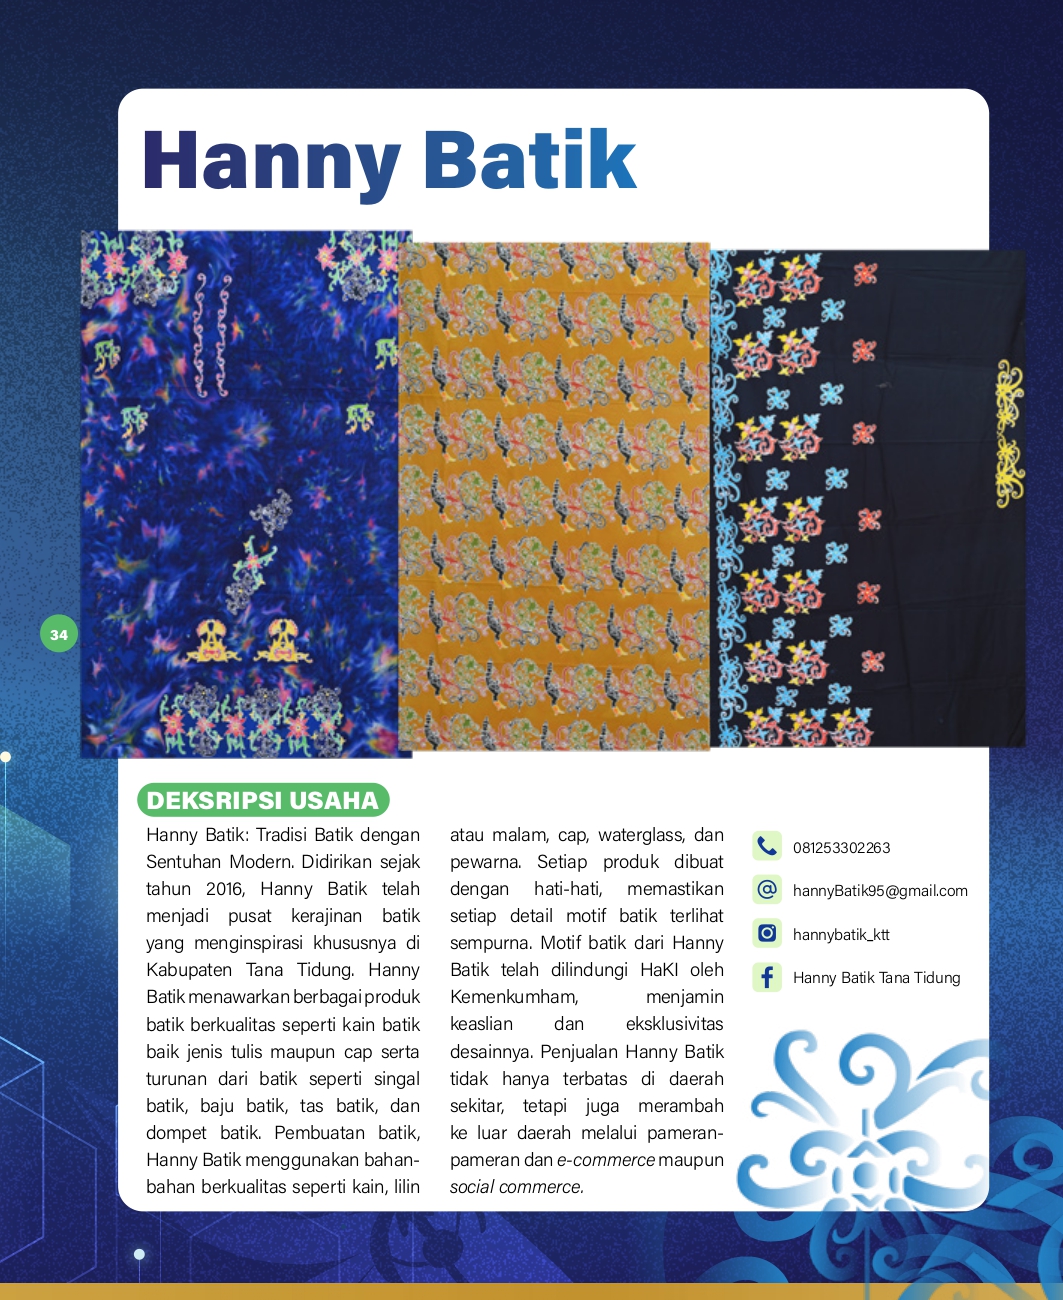 Hanny Batik
34
DEKSRIPSI USAHA
Hanny Batik: Tradisi Batik dengan
Sentuhan Modern. Didirikan sejak
tahun 2016, Hanny Batik telah
menjadi pusat kerajinan batik
yang menginspirasi khususnya di
Kabupaten Tana Tidung. Hanny
Batik menawarkan berbagai produk
batik berkualitas seperti kain batik
baik jenis tulis maupun cap serta
turunan dari batik seperti singal
batik, baju batik, tas batik, dan
dompet batik. Pembuatan batik,
Hanny Batik menggunakan bahan-
bahan berkualitas seperti kain, lilin
atau malam, cap, waterglass, dan
pewarna. Setiap produk dibuat
dengan hati-hati, memastikan
setiap detail motif batik terlihat
sempurna. Motif batik dari Hanny
Batik telah dilindungi HaKI oleh
Kemenkumham, menjamin
keaslian dan eksklusivitas
desainnya. Penjualan Hanny Batik
tidak hanya terbatas di daerah
sekitar, tetapi juga merambah
ke luar daerah melalui pameran-
pameran dan e-commerce maupun
social commerce.
081253302263
hannyBatik95@gmail.com
hannybatik_ktt
Hanny Batik Tana Tidung